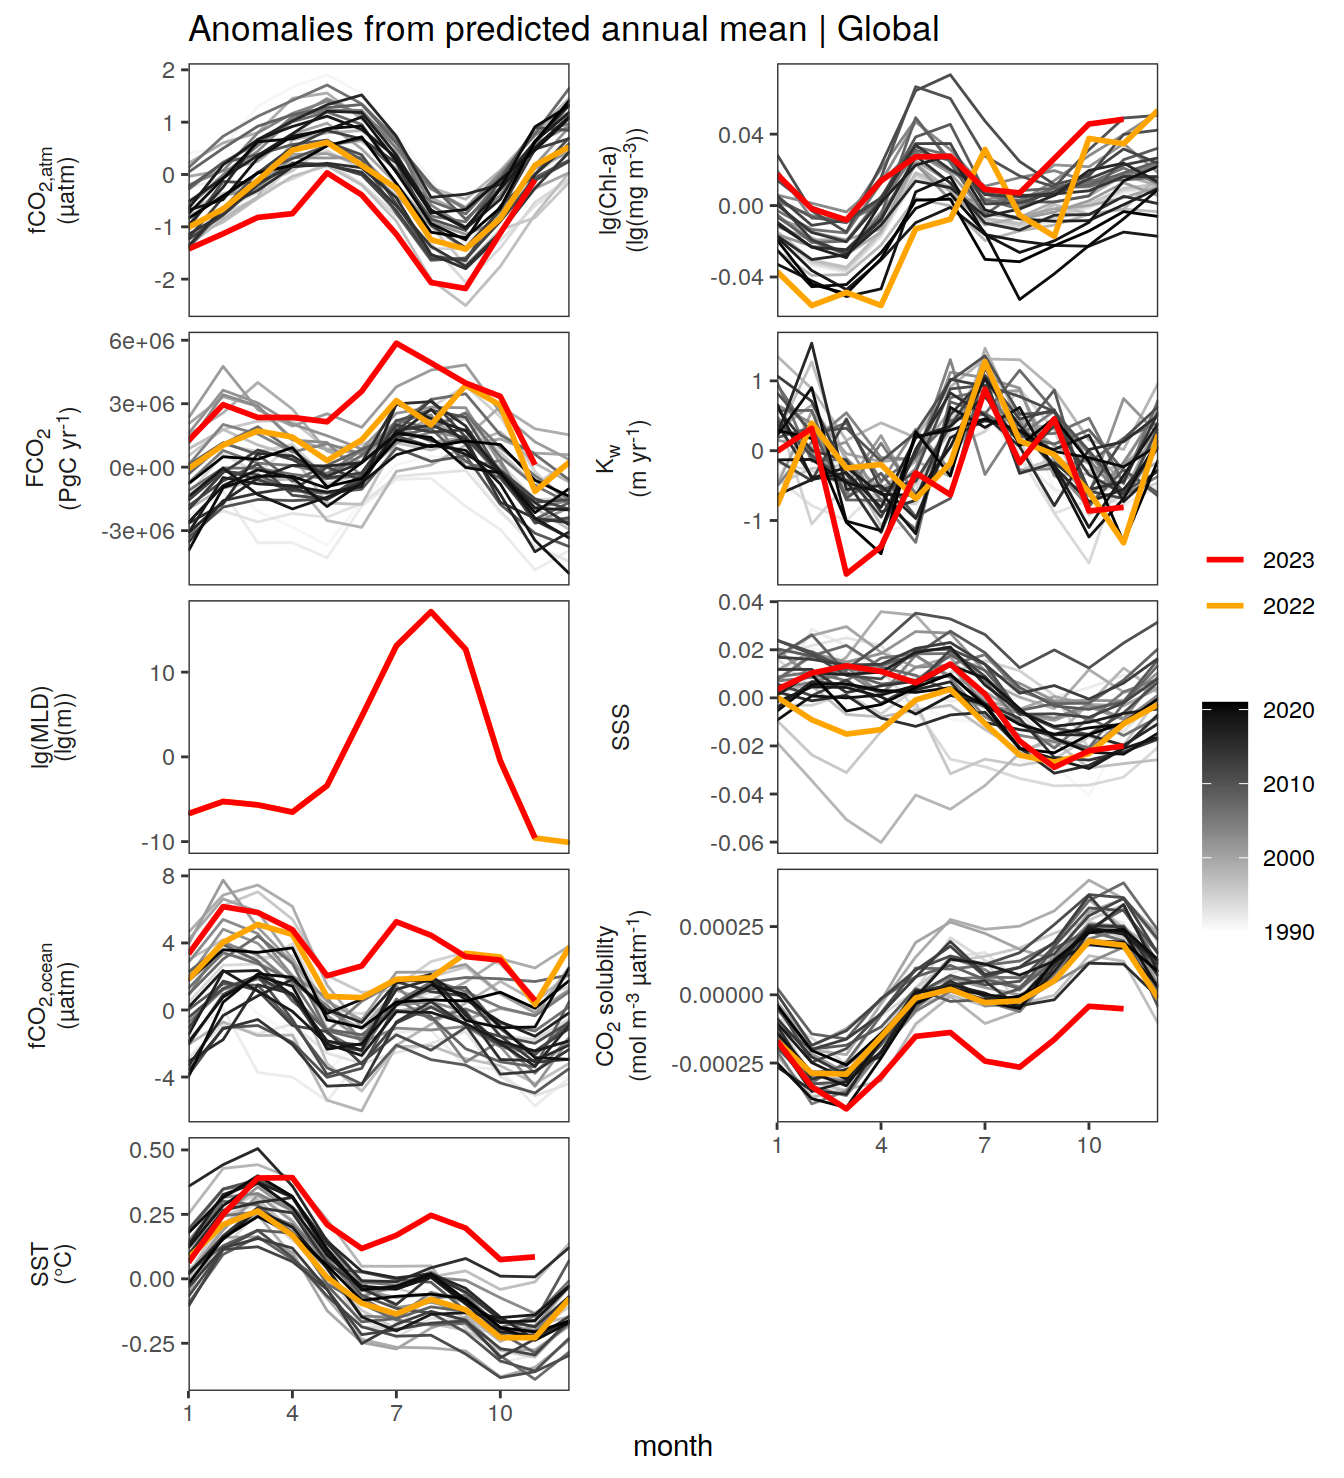 Anomalies from predicted annual mean | Global
fCO2,atm
(µatm)
2
1
0
-1
-2
lg(Chl-a)
(lg(mg m-3))
0.04
0.00
-0.04
FCO2
(PgC yr-1)
6e+06
3e+06
0e+00
-3e+06
Kw
(m yr-1)
1
0
-1
lg(MLD)
(lg(m))
10
0
-10
SSS
0.04
0.02
0.00
-0.02
-0.04
-0.06
fCO2,ocean
(µatm)
8
4
0
-4
CO2 solubility
(mol m-3 µatm-1)
0.00025
0.00000
-0.00025
1 4 7 10
SST
(°C)
0.50
0.25
0.00
-0.25
1 4 7 10
month
2023
2022
2020
2010
2000
1990